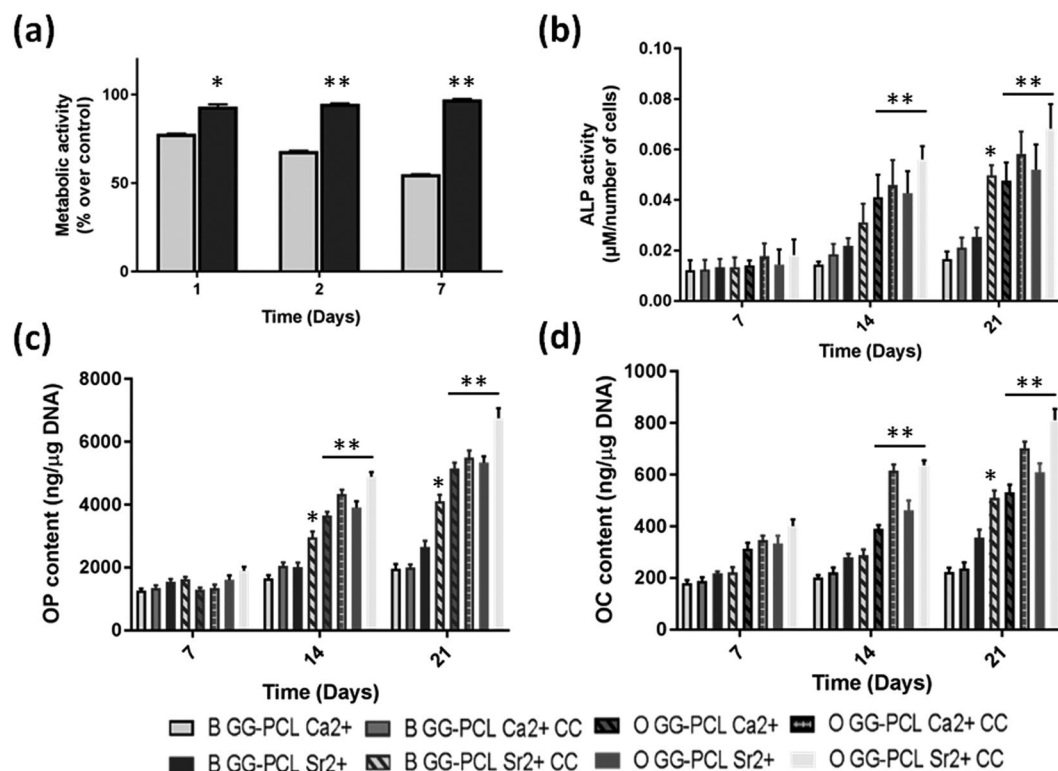 (a)
Metabolic activity
(% over control)
100
50
0
*
**
**
1
2
7
Time (Days)
(b)
ALP activity
(µM/number of cells)
0.10
0.08
0.06
0.04
0.02
0.00
**
*
**
7
14
21
Time (Days)
(c)
OP content (ng/µg DNA)
8000
6000
4000
2000
0
*
**
*
**
7
14
21
Time (Days)
(d)
OC content (ng/µg DNA)
1000
800
600
400
200
0
**
*
**
7
14
21
Time (Days)
B GG-PCL Ca2+
B GG-PCL Ca2+ CC
O GG-PCL Ca2+
O GG-PCL Ca2+ CC
B GG-PCL Sr2+
B GG-PCL Sr2+ CC
O GG-PCL Sr2+
O GG-PCL Sr2+ CC